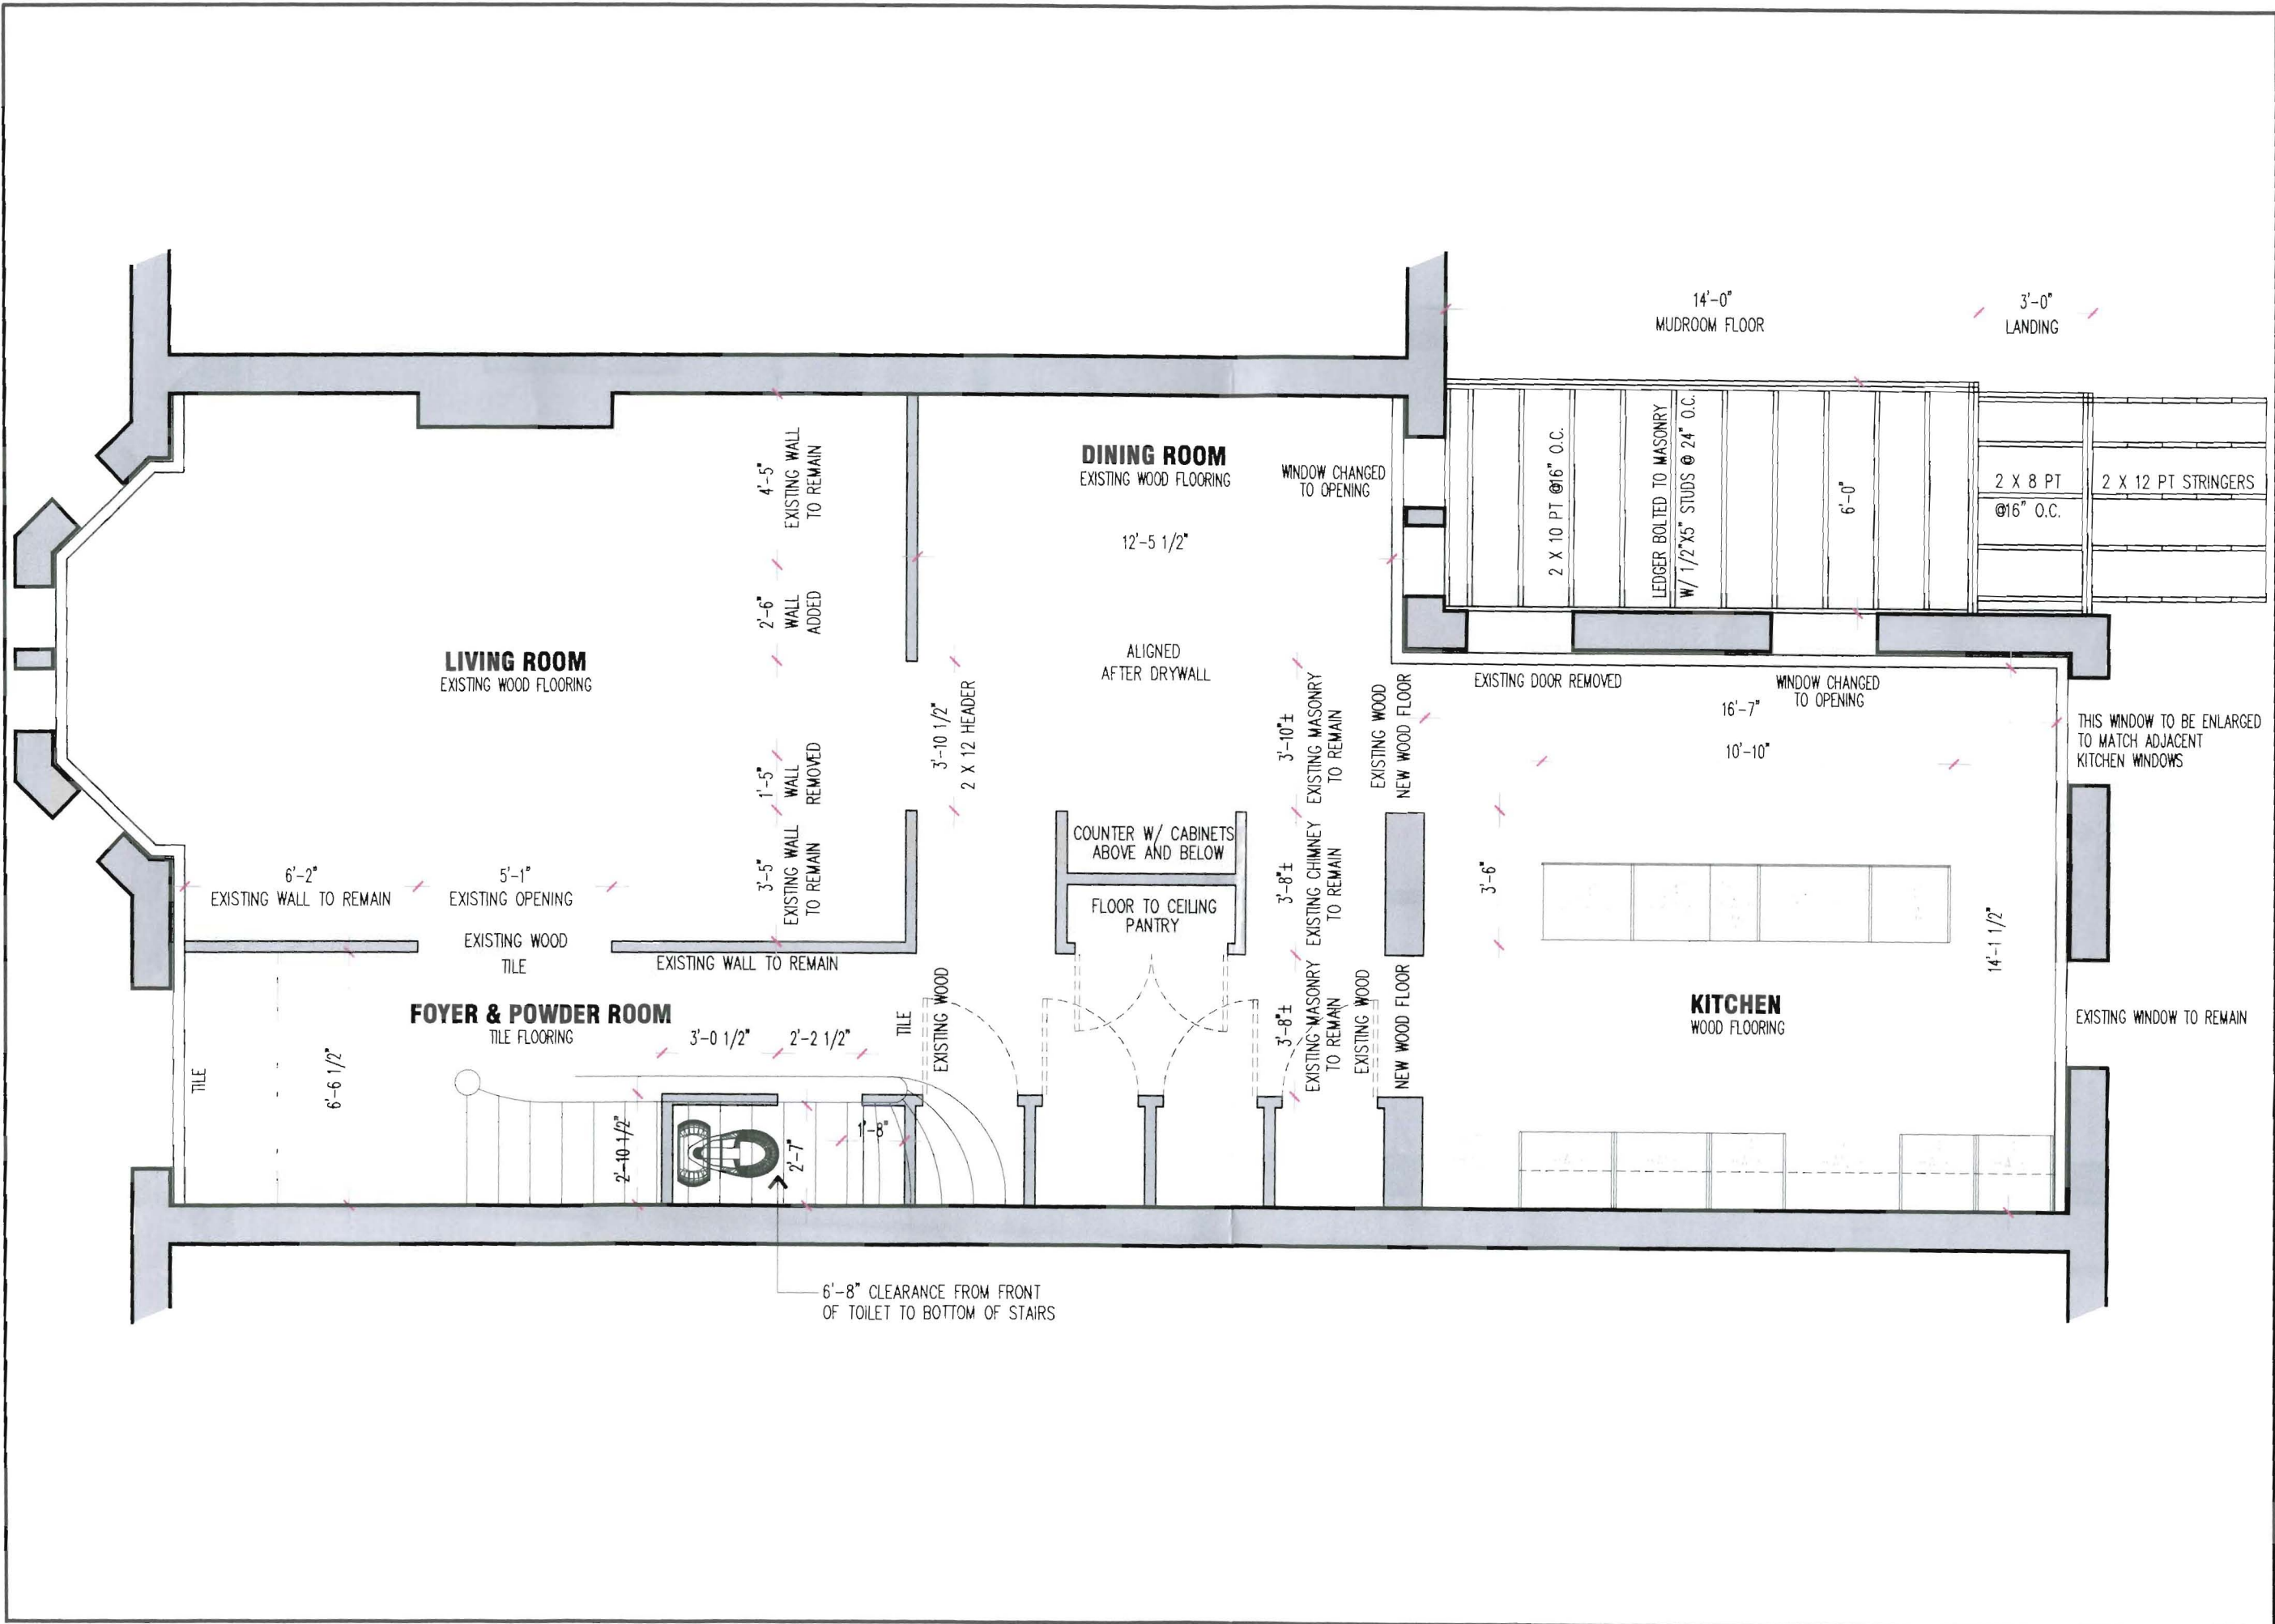 14'-0"
MUDROOM FLOOR
3'-0"
LANDING
4'-5"
EXISTING WALL
TO REMAIN
DINING ROOM
EXISTING WOOD FLOORING
WINDOW CHANGED
TO OPENING
12'-5 1/2"
2 X 10 PT @16" O.C.
LEDGER BOLTED TO MASONRY
W/ 1/2"X5" STUDS @ 24" O.C.
6'-0"
2 X 8 PT
@16" O.C.
2 X 12 PT STRINGERS
2'-6"
WALL
ADDED
LIVING ROOM
EXISTING WOOD FLOORING
ALIGNED
AFTER DRYWALL
1'-5"
WALL
REMOVED
3'-10 1/2"
2 X 12 HEADER
3'-10"±
EXISTING MASONRY
TO REMAIN
EXISTING WOOD
NEW WOOD FLOOR
EXISTING DOOR REMOVED
WINDOW CHANGED
TO OPENING
16'-7"
10'-10"
THIS WINDOW TO BE ENLARGED
TO MATCH ADJACENT
KITCHEN WINDOWS
6'-2"
EXISTING WALL TO REMAIN
5'-1"
EXISTING OPENING
3'-5"
EXISTING WALL
TO REMAIN
COUNTER W/ CABINETS
ABOVE AND BELOW
3'-8"±
EXISTING CHIMNEY
TO REMAIN
3'-6"
FLOOR TO CEILING
PANTRY
EXISTING WOOD
TILE
EXISTING WALL TO REMAIN
14'-1 1/2"
FOYER & POWDER ROOM
TILE FLOORING
TILE
EXISTING WOOD
3'-8"±
EXISTING MASONRY
TO REMAIN
EXISTING WOOD
NEW WOOD FLOOR
KITCHEN
WOOD FLOORING
EXISTING WINDOW TO REMAIN
3'-0 1/2"
2'-2 1/2"
TILE
6'-6 1/2"
2'-10 1/2"
2'-7"
1'-8"
6'-8" CLEARANCE FROM FRONT
OF TOILET TO BOTTOM OF STAIRS